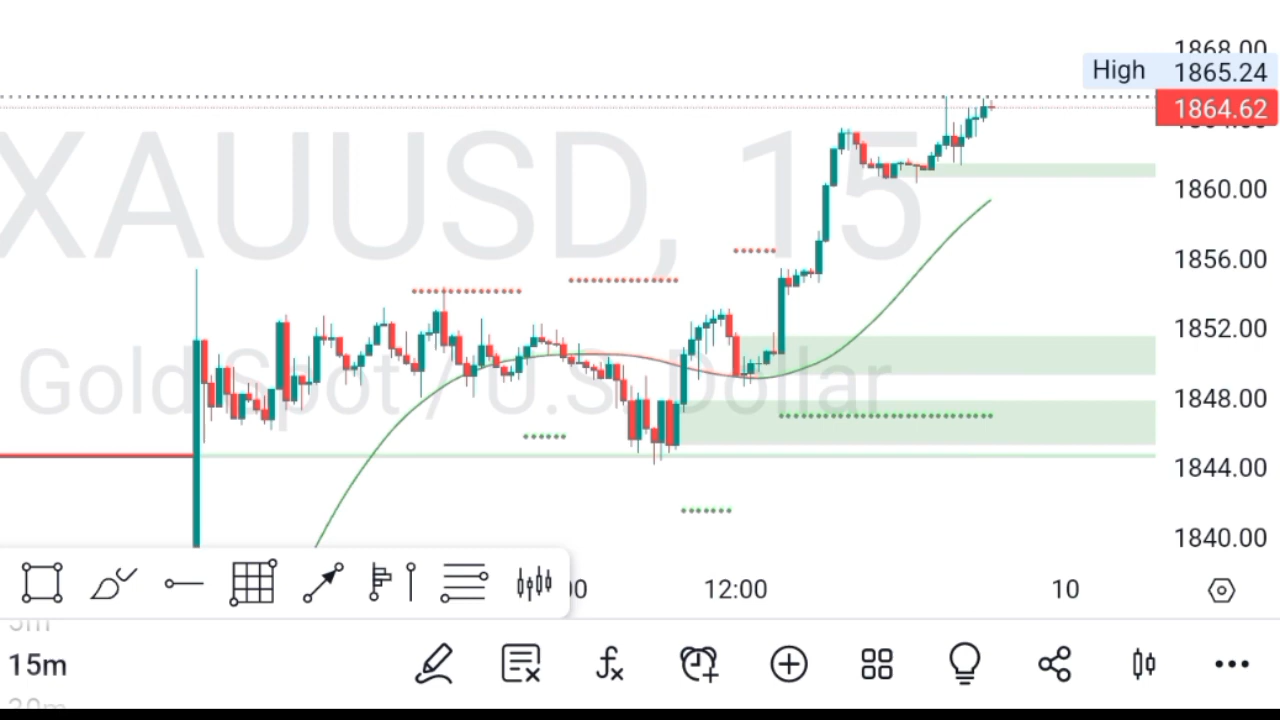 1868.00
High 1865.24
1864.62
XAUUSD, 15
1860.00
1856.00
1852.00
Gold Spot / U.S. Dollar
1848.00
1844.00
1840.00
12:00
10
15m